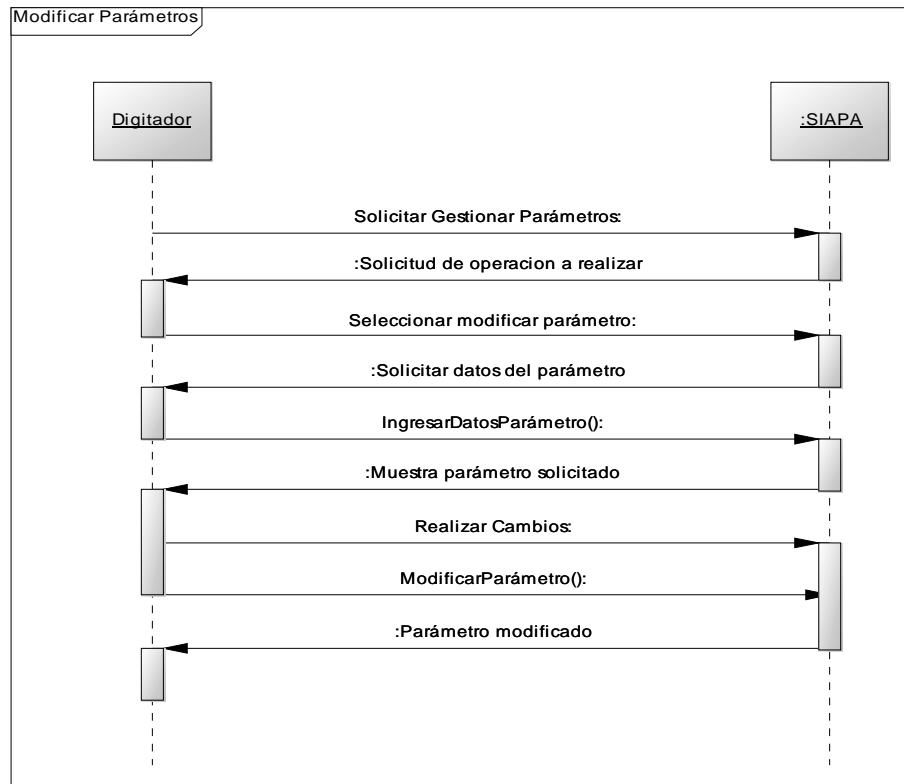 Modificar Parámetros
Digitador
:SIAPA
Solicitar Gestionar Parámetros:
:Solicitud de operacion a realizar
Seleccionar modificar parámetro:
:Solicitar datos del parámetro
IngresarDatosParámetro():
:Muestra parámetro solicitado
Realizar Cambios:
ModificarParámetro():
:Parámetro modificado